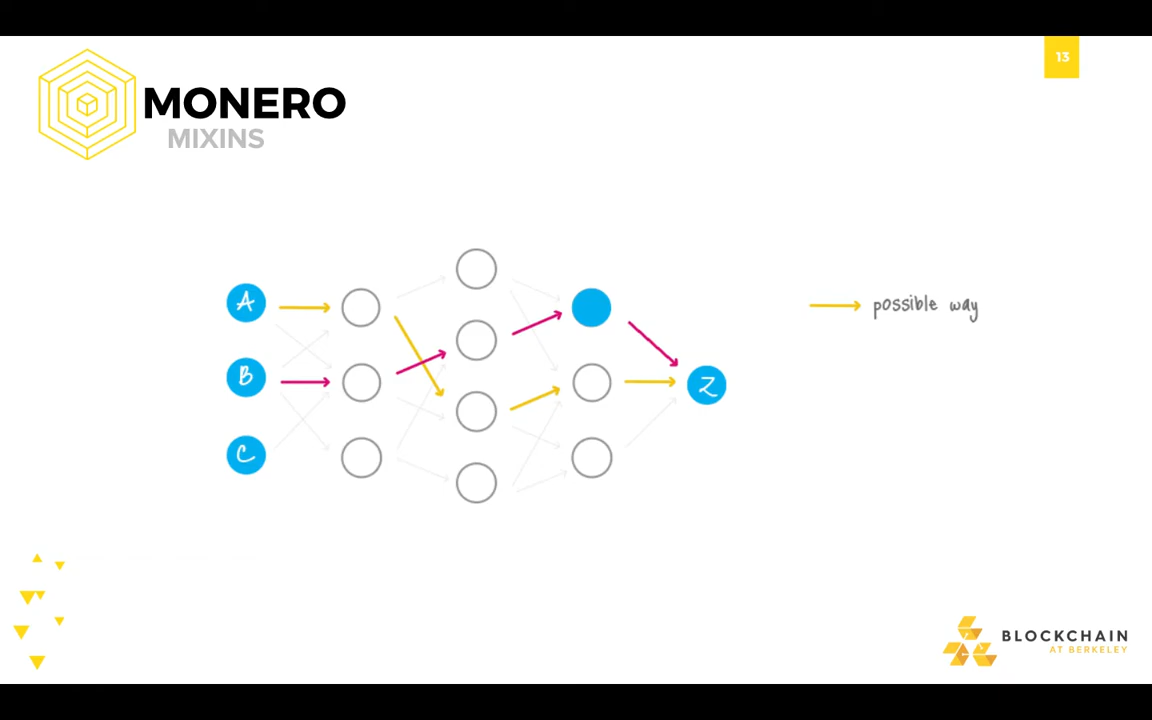 13
MONERO
MIXINS
A
B
C
Z
possible way
BLOCKCHAIN
AT BERKELEY